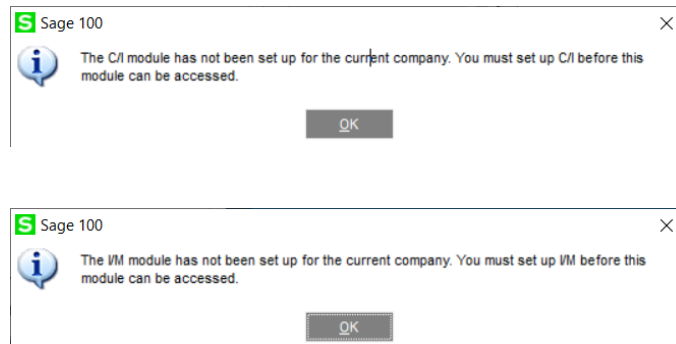 Sage 100
The C/I module has not been set up for the current company. You must set up C/I before this
module can be accessed.
OK
Sage 100
The I/M module has not been set up for the current company. You must set up I/M before this
module can be accessed.
OK